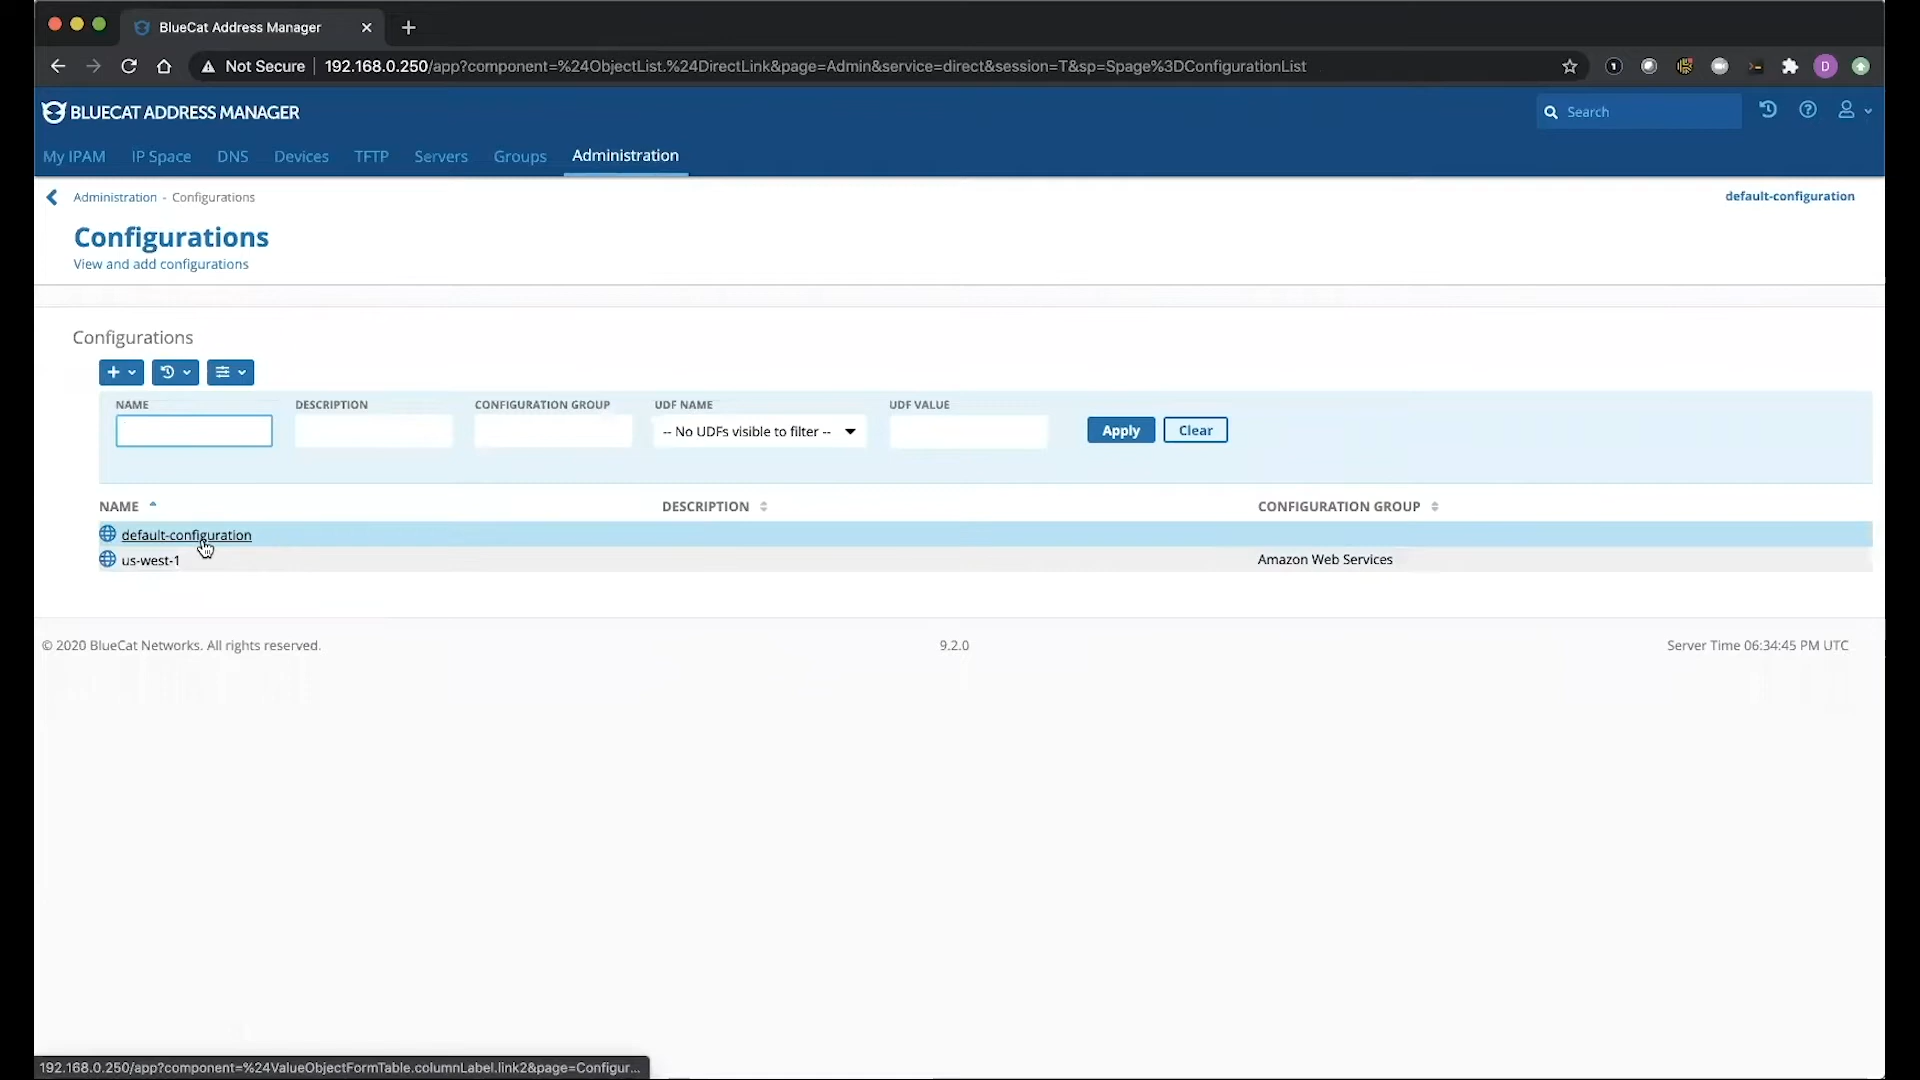 BlueCat Address Manager
Not Secure
192.168.0.250/app?component=%24ObjectList.%24DirectLink&page=Admin&service=direct&session=T&sp=Spage%3DConfigurationList
D
BLUECAT ADDRESS MANAGER
Search
My IPAM IP Space DNS Devices TFTP Servers Groups Administration
Administration - Configurations
default-configuration
Configurations
View and add configurations
Configurations
NAME DESCRIPTION CONFIGURATION GROUP UDF NAME UDF VALUE
-- No UDFs visible to filter --
Apply Clear
NAME DESCRIPTION CONFIGURATION GROUP
default-configuration
us-west-1 Amazon Web Services
© 2020 BlueCat Networks. All rights reserved. 9.2.0 Server Time 06:34:45 PM UTC
192.168.0.250/app?component=%24ValueObjectFormTable.columnLabel.link2&page=Configur...